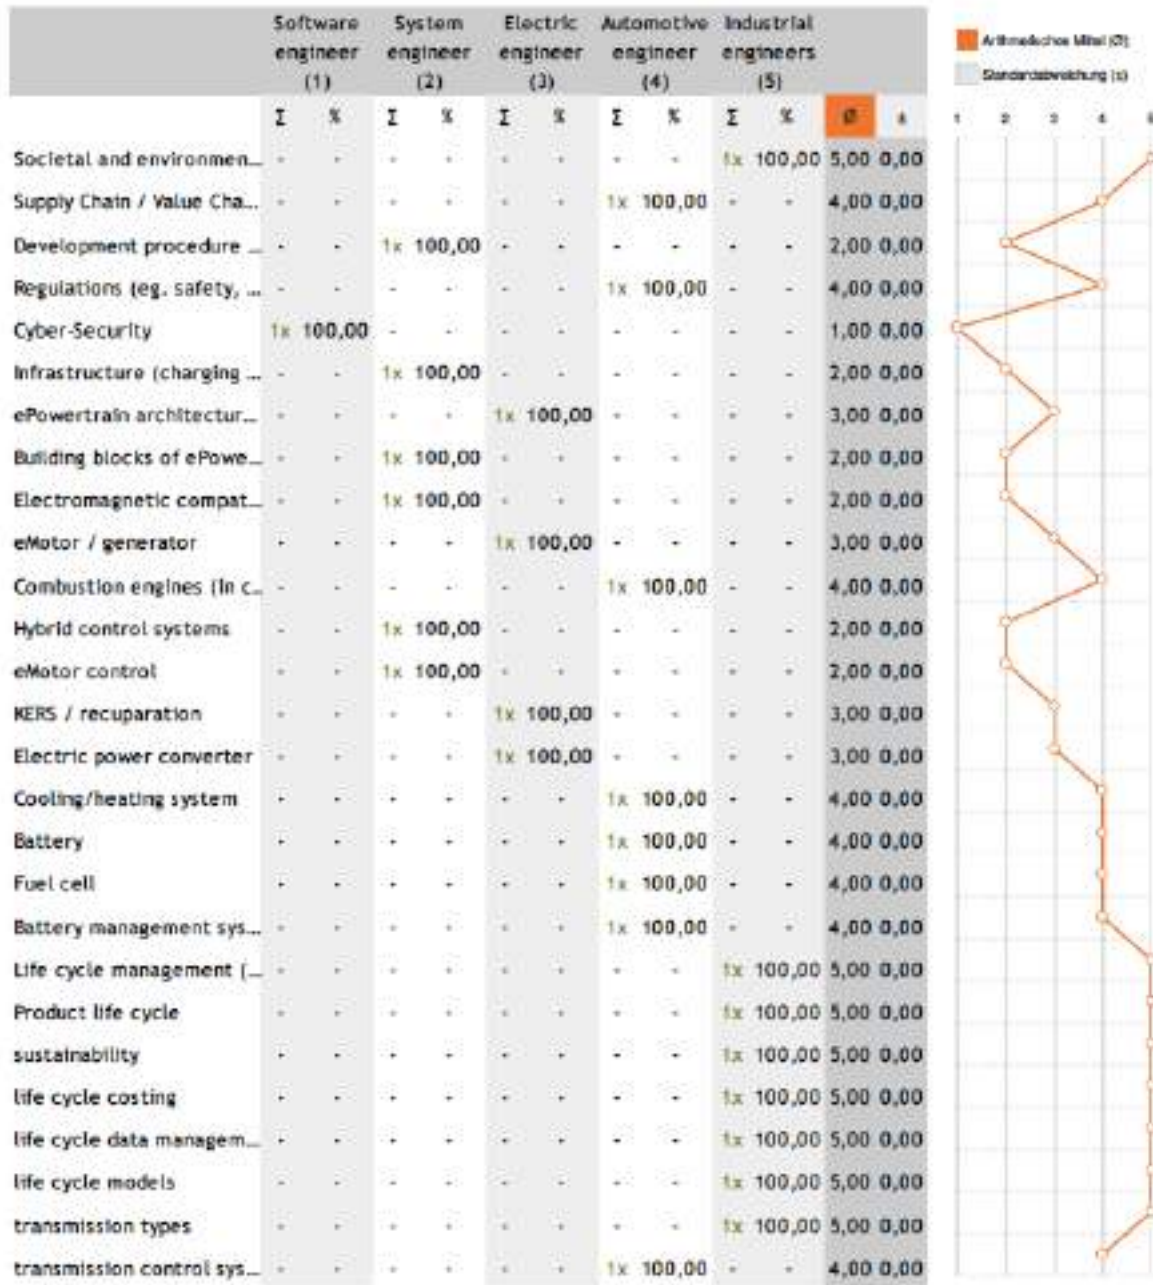 Software System Electric Automotive Industrial
engineer engineer engineer engineer engineers
(1) (2) (3) (4) (5)
Arithmetisches Mittel (Ø)
Standardabweichung (s)
Σ % Σ % Σ % Σ % Σ % Ø s 1 2 3 4 5
Societal and environmen... - - - - - - - - 1x 100,00 5,00 0,00
Supply Chain / Value Cha... - - - - - - 1x 100,00 - - 4,00 0,00
Development procedure ... - - 1x 100,00 - - - - - - 2,00 0,00
Regulations (eg. safety, ... - - - - - - 1x 100,00 - - 4,00 0,00
Cyber-Security 1x 100,00 - - - - - - - - 1,00 0,00
Infrastructure (charging ... - - 1x 100,00 - - - - - - 2,00 0,00
ePowertrain architectur... - - - - 1x 100,00 - - - - 3,00 0,00
Building blocks of ePowe... - - 1x 100,00 - - - - - - 2,00 0,00
Electromagnetic compat... - - 1x 100,00 - - - - - - 2,00 0,00
eMotor / generator - - - - 1x 100,00 - - - - 3,00 0,00
Combustion engines (in c... - - - - - - 1x 100,00 - - 4,00 0,00
Hybrid control systems - - 1x 100,00 - - - - - - 2,00 0,00
eMotor control - - 1x 100,00 - - - - - - 2,00 0,00
KERS / recuparation - - - - 1x 100,00 - - - - 3,00 0,00
Electric power converter - - - - 1x 100,00 - - - - 3,00 0,00
Cooling/heating system - - - - - - 1x 100,00 - - 4,00 0,00
Battery - - - - - - 1x 100,00 - - 4,00 0,00
Fuel cell - - - - - - 1x 100,00 - - 4,00 0,00
Battery management sys... - - - - - - 1x 100,00 - - 4,00 0,00
Life cycle management (... - - - - - - - - 1x 100,00 5,00 0,00
Product life cycle - - - - - - - - 1x 100,00 5,00 0,00
sustainability - - - - - - - - 1x 100,00 5,00 0,00
life cycle costing - - - - - - - - 1x 100,00 5,00 0,00
life cycle data managem... - - - - - - - - 1x 100,00 5,00 0,00
life cycle models - - - - - - - - 1x 100,00 5,00 0,00
transmission types - - - - - - - - 1x 100,00 5,00 0,00
transmission control sys... - - - - - - 1x 100,00 - - 4,00 0,00